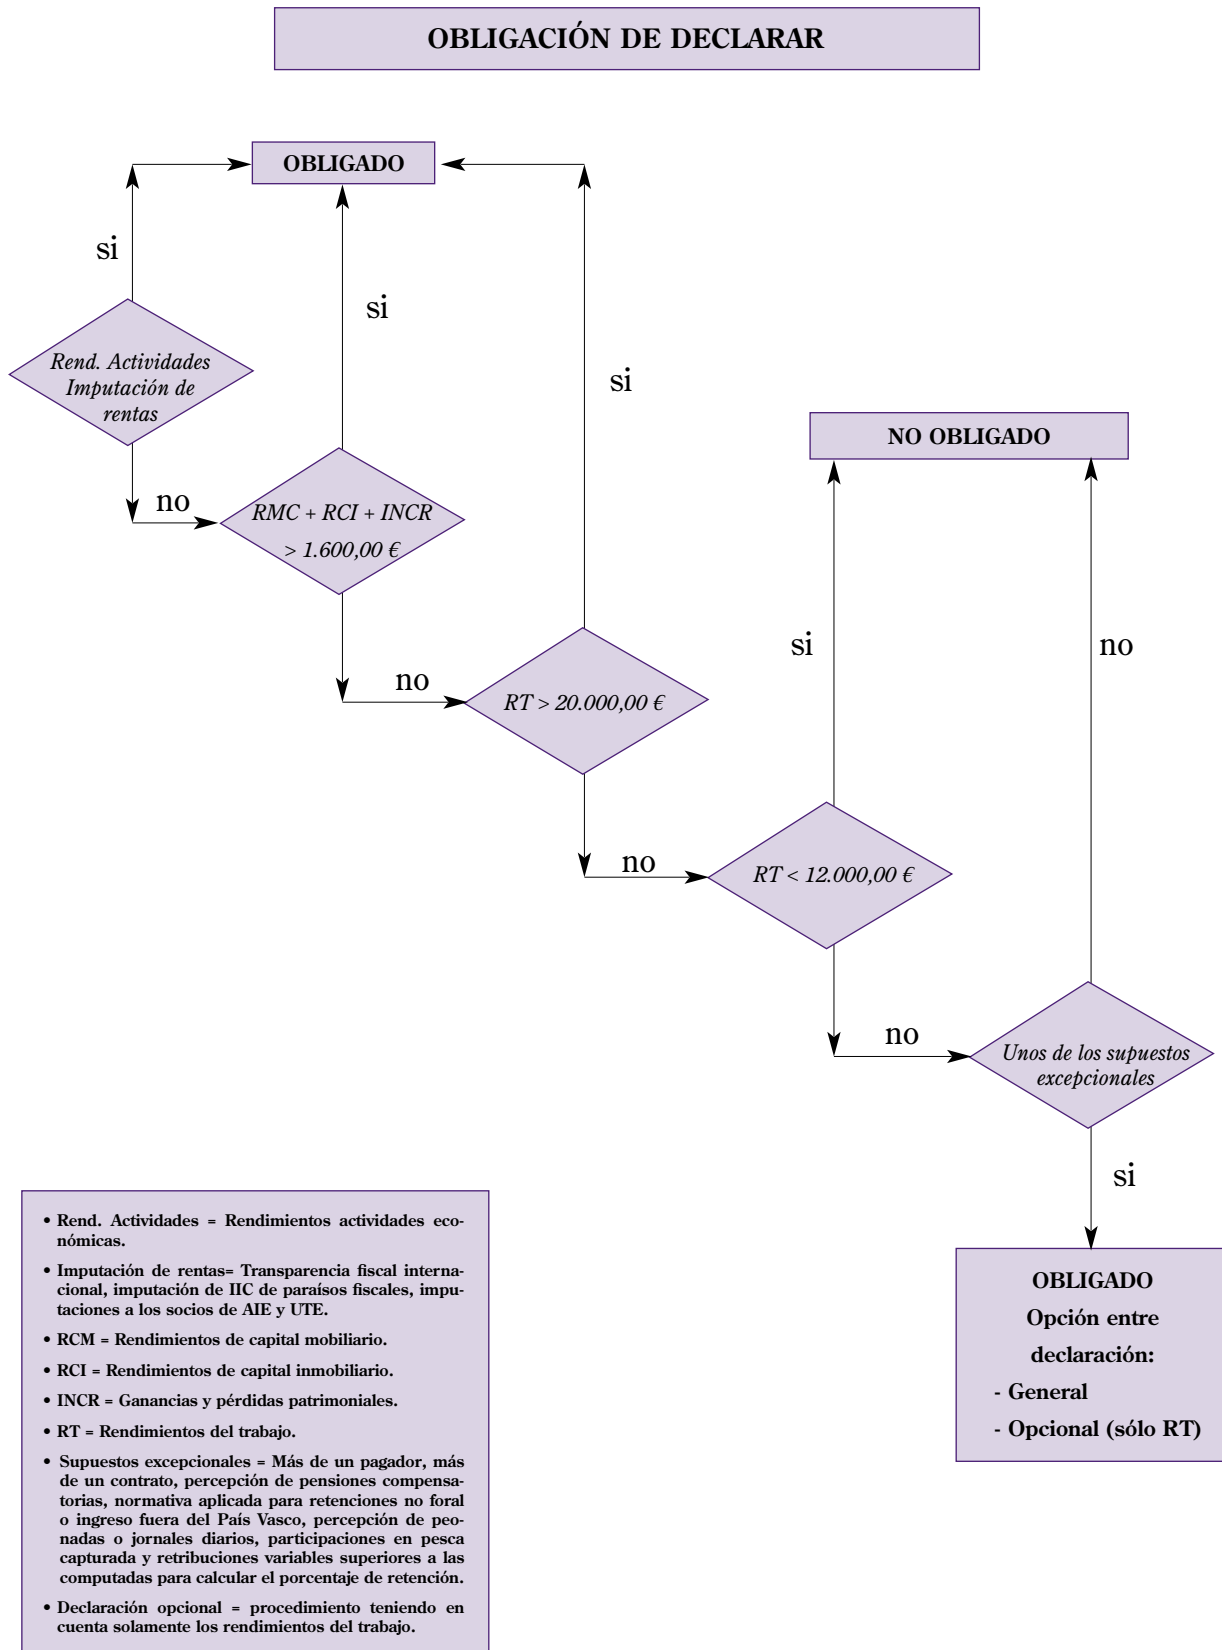 OBLIGACIÓN DE DECLARAR
OBLIGADO
si
si
si
Rend. Actividades
Imputación de
rentas
no
RMC + RCI + INCR
> 1.600,00 €
no
RT > 20.000,00 €
no
NO OBLIGADO
si
no
RT < 12.000,00 €
no
Unos de los supuestos
excepcionales
si
OBLIGADO
Opción entre
declaración:
- General
- Opcional (sólo RT)
• Rend. Actividades = Rendimientos actividades eco-
nómicas.
• Imputación de rentas= Transparencia fiscal interna-
cional, imputación de IIC de paraísos fiscales, impu-
taciones a los socios de AIE y UTE.
• RCM = Rendimientos de capital mobiliario.
• RCI = Rendimientos de capital inmobiliario.
• INCR = Ganancias y pérdidas patrimoniales.
• RT = Rendimientos del trabajo.
• Supuestos excepcionales = Más de un pagador, más
de un contrato, percepción de pensiones compensa-
torias, normativa aplicada para retenciones no foral
o ingreso fuera del País Vasco, percepción de peo-
nadas o jornales diarios, participaciones en pesca
capturada y retribuciones variables superiores a las
computadas para calcular el porcentaje de retención.
• Declaración opcional = procedimiento teniendo en
cuenta solamente los rendimientos del trabajo.